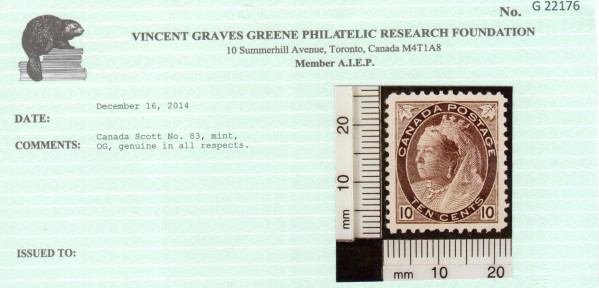 No. G 22176
VINCENT GRAVES GREENE PHILATELIC RESEARCH FOUNDATION
10 Summerhill Avenue, Toronto, Canada M4T1A8
Member A.I.E.P.
DATE: December 16, 2014
COMMENTS: Canada Scott No. 83, mint,
OG, genuine in all respects.
ISSUED TO:
20
10
mm
CANADA POSTAGE
10 10
TEN CENTS
mm 10 20